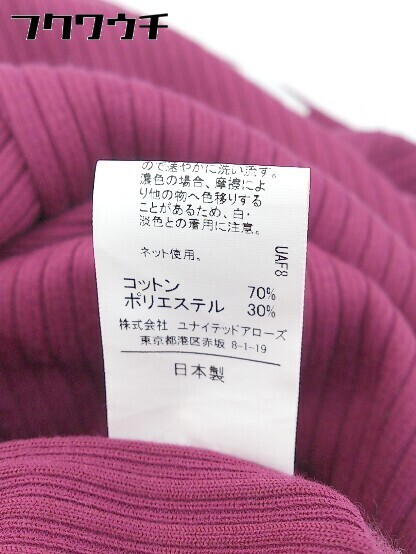 フクワウチ
ので速やかに洗い流す。
濃色の場合、摩擦によ
り他の物へ色移りする
ことがあるため、白・
淡色との着用に注意。
ネット使用。
UAF8
コットン 70%
ポリエステル 30%
株式会社 ユナイテッドアローズ
東京都港区赤坂 8-1-19
日本製